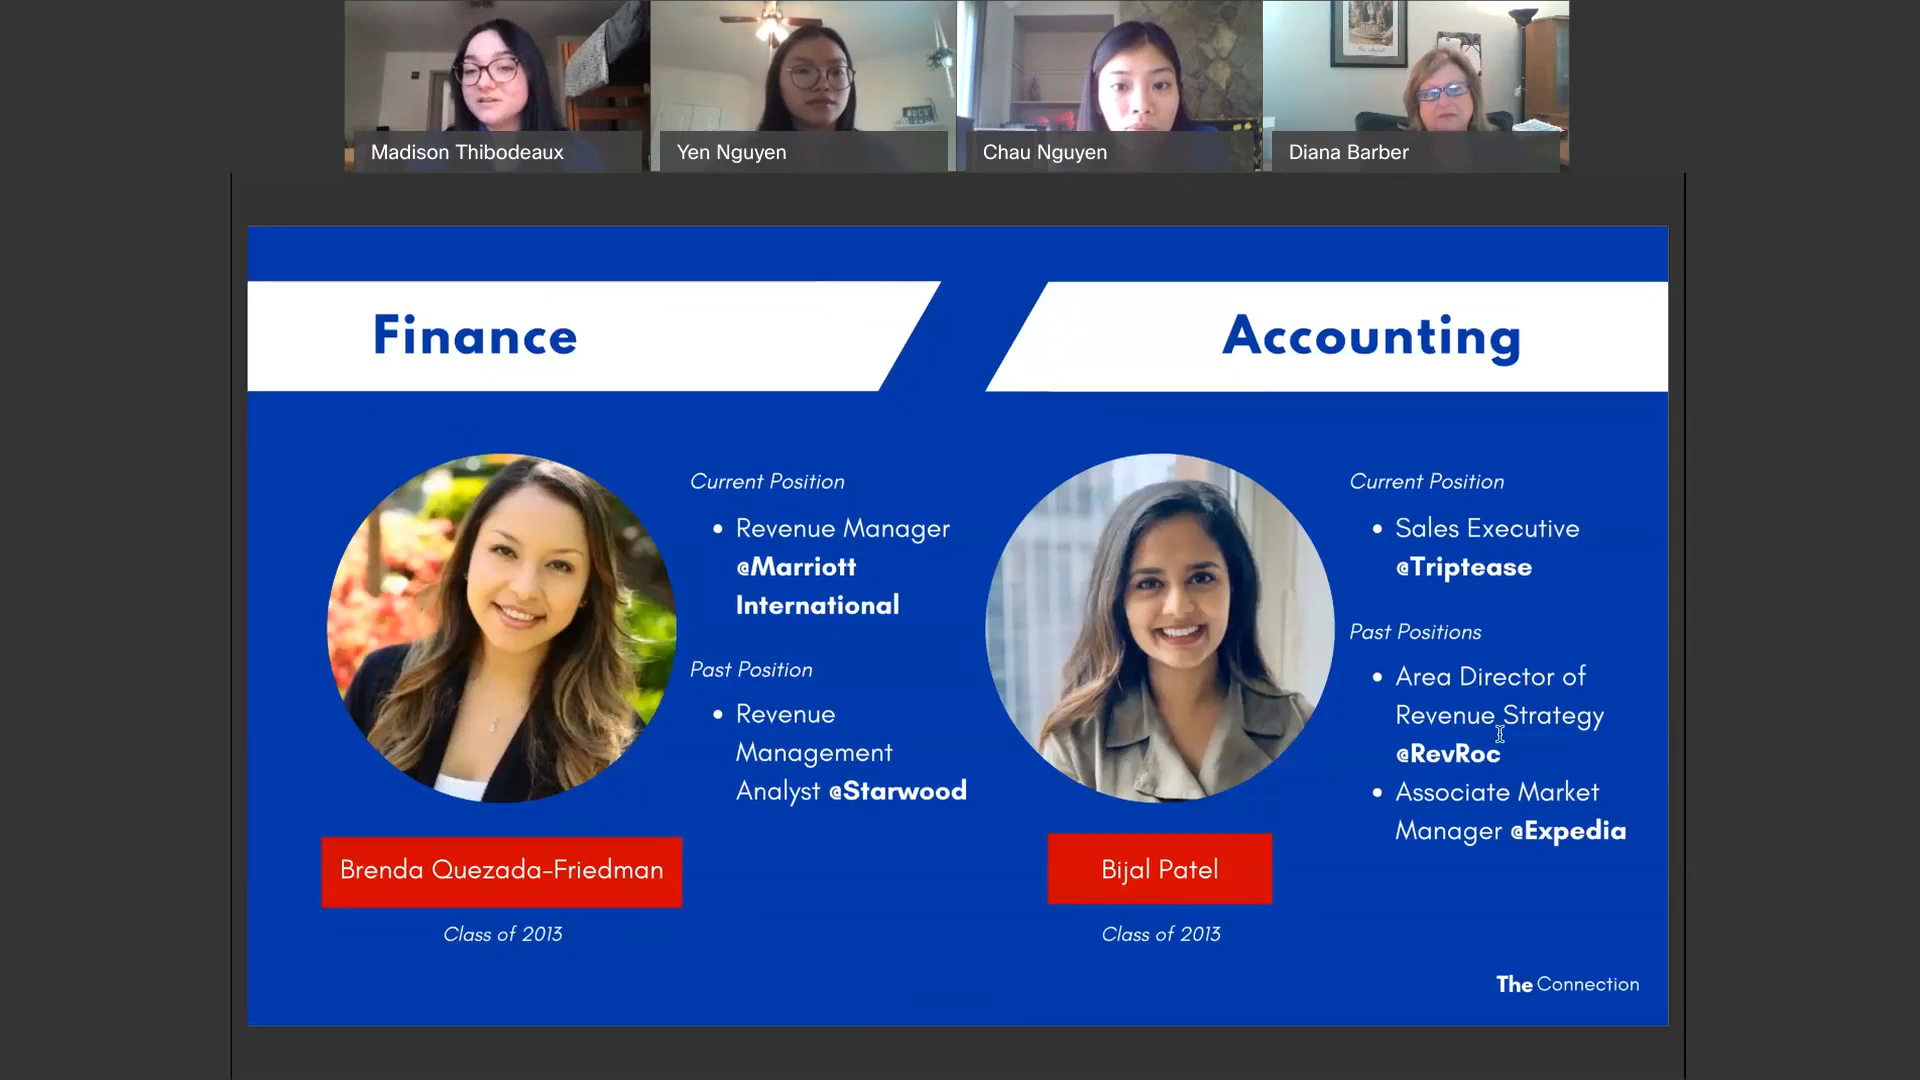 Madison Thibodeaux
Yen Nguyen
Chau Nguyen
Diana Barber
Finance
Accounting
Current Position
• Revenue Manager
@Marriott
International
Past Position
• Revenue
Management
Analyst @Starwood
Brenda Quezada-Friedman
Class of 2013
Current Position
• Sales Executive
@Triptease
Past Positions
• Area Director of
Revenue Strategy
@RevRoc
• Associate Market
Manager @Expedia
Bijal Patel
Class of 2013
The Connection